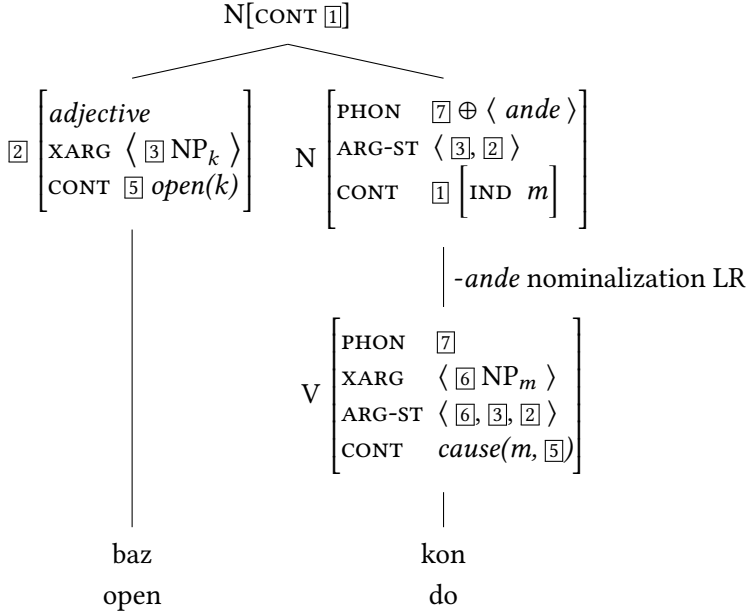 N[CONT 1]
2 [adjective
XARG ⟨ 3 NPk ⟩
CONT 5 open(k)]
N [PHON 7 ⊕ ⟨ ande ⟩
ARG-ST ⟨ 3, 2 ⟩
CONT 1 [IND m]]
-ande nominalization LR
V [PHON 7
XARG ⟨ 6 NPm ⟩
ARG-ST ⟨ 6, 3, 2 ⟩
CONT cause(m, 5)]
baz kon
open do